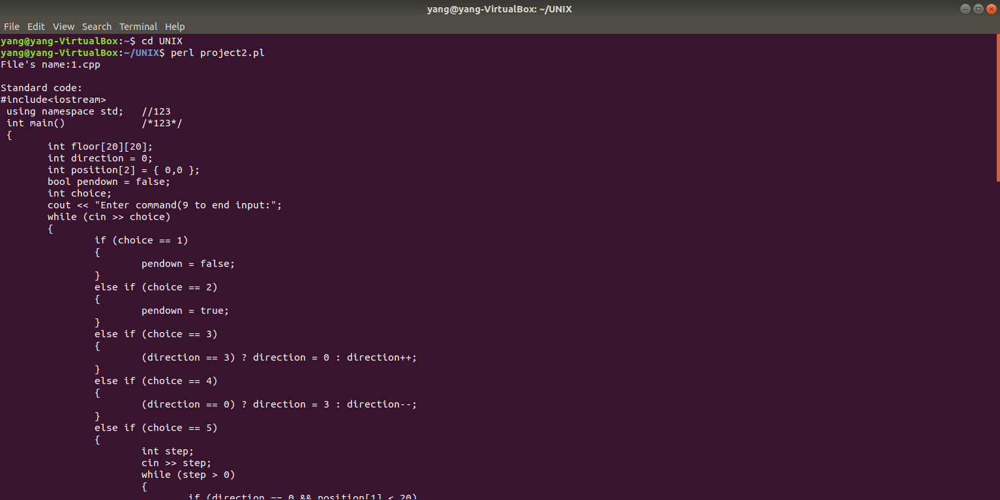 yang@yang-VirtualBox: ~/UNIX
File Edit View Search Terminal Help
yang@yang-VirtualBox:~$ cd UNIX
yang@yang-VirtualBox:~/UNIX$ perl project2.pl
File's name:1.cpp

Standard code:
#include<iostream>
 using namespace std;   //123
 int main()             /*123*/
 {
        int floor[20][20];
        int direction = 0;
        int position[2] = { 0,0 };
        bool pendown = false;
        int choice;
        cout << "Enter command(9 to end input:";
        while (cin >> choice)
        {
                if (choice == 1)
                {
                        pendown = false;
                }
                else if (choice == 2)
                {
                        pendown = true;
                }
                else if (choice == 3)
                {
                        (direction == 3) ? direction = 0 : direction++;
                }
                else if (choice == 4)
                {
                        (direction == 0) ? direction = 3 : direction--;
                }
                else if (choice == 5)
                {
                        int step;
                        cin >> step;
                        while (step > 0)
                        {
                                if (direction == 0 && position[1] < 20)